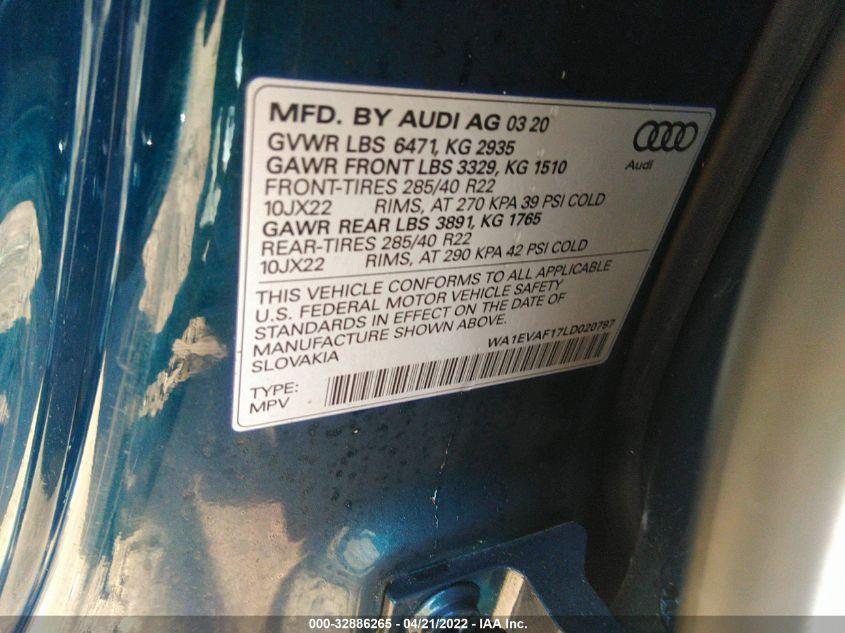 MFD. BY AUDI AG 03 20
GVWR LBS 6471, KG 2935
GAWR FRONT LBS 3329, KG 1510
FRONT-TIRES 285/40 R22
10JX22 RIMS, AT 270 KPA 39 PSI COLD
GAWR REAR LBS 3891, KG 1765
REAR-TIRES 285/40 R22
10JX22 RIMS, AT 290 KPA 42 PSI COLD
THIS VEHICLE CONFORMS TO ALL APPLICABLE
U.S. FEDERAL MOTOR VEHICLE SAFETY
STANDARDS IN EFFECT ON THE DATE OF
MANUFACTURE SHOWN ABOVE.
SLOVAKIA
WA1EVAF17LD020797
TYPE:
MPV
Audi
000-32886265 - 04/21/2022 - IAA Inc.